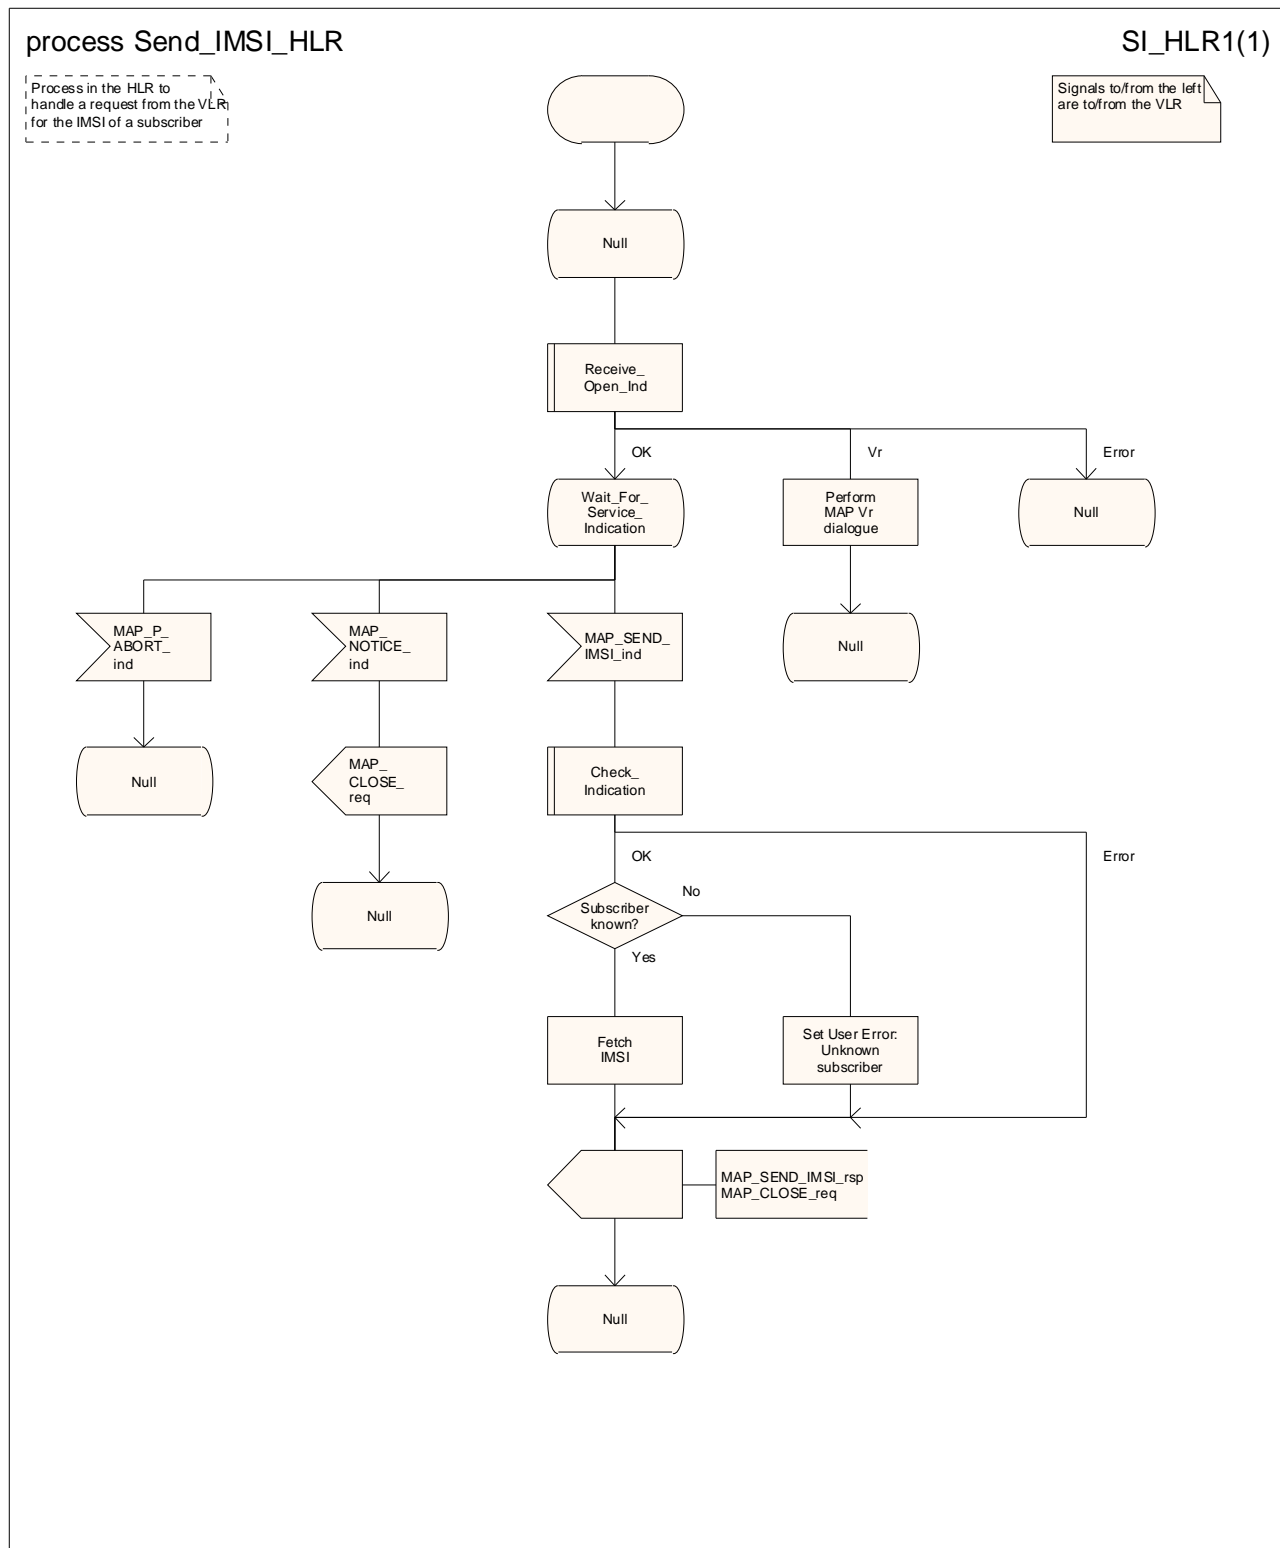 process Send_IMSI_HLR
SI_HLR1(1)
Process in the HLR to
handle a request from the VLR
for the IMSI of a subscriber
Signals to/from the left
are to/from the VLR
Null
Receive_
Open_Ind
OK
Vr
Error
Wait_For_
Service_
Indication
Perform
MAP Vr
dialogue
Null
MAP_P_
ABORT_
ind
MAP_
NOTICE_
ind
MAP_SEND_
IMSI_ind
Null
Null
MAP_
CLOSE_
req
Check_
Indication
OK
Error
Null
Subscriber
known?
No
Yes
Fetch
IMSI
Set User Error:
Unknown
subscriber
MAP_SEND_IMSI_rsp
MAP_CLOSE_req
Null